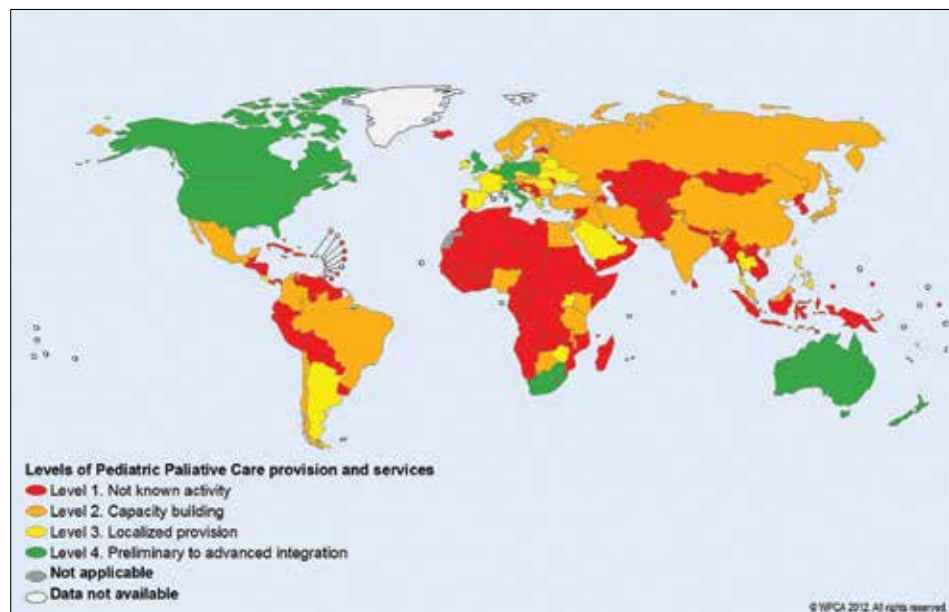 Levels of Pediatric Paliative Care provision and services
Level 1. Not known activity
Level 2. Capacity building
Level 3. Localized provision
Level 4. Preliminary to advanced integration
Not applicable
Data not available
© WPCA 2012. All rights reserved